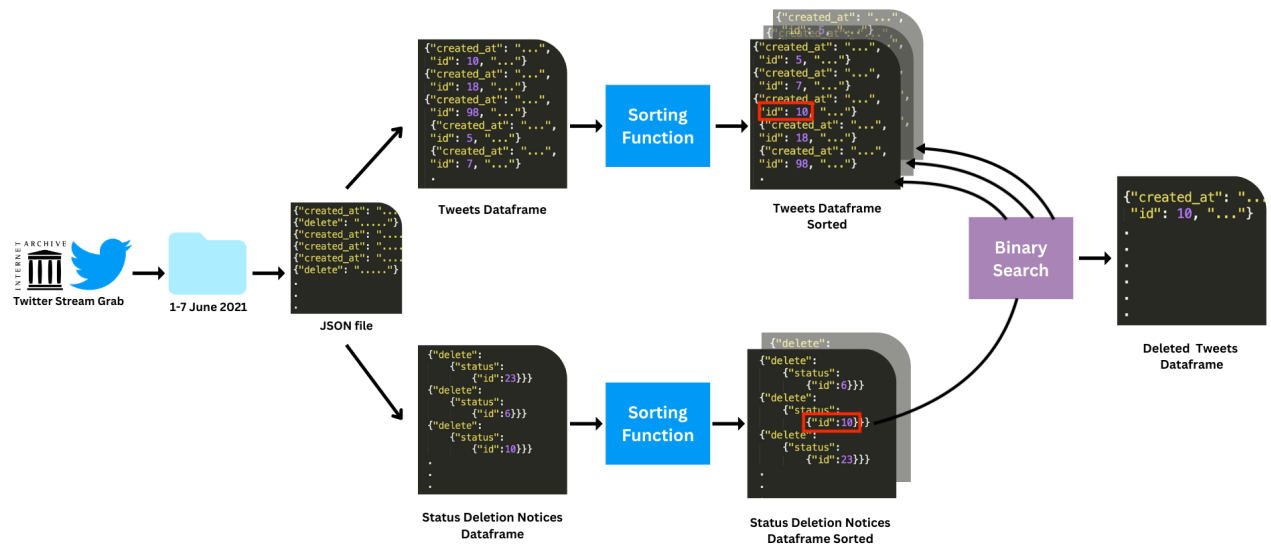 INTERNET ARCHIVE
Twitter Stream Grab
1-7 June 2021
{"created_at": "...
{"delete": "....."}
{"created_at": "....
{"created_at": "....
{"created_at": "....
{"delete": "....."}
.
.
.
JSON file
{"created_at": "...",
"id": 10, "..."}
{"created_at": "...",
"id": 18, "..."}
{"created_at": "...",
"id": 98, "..."}
{"created_at": "...",
"id": 5, "..."}
{"created_at": "...",
"id": 7, "..."}
.
Tweets Dataframe
Sorting
Function
{"created_at": "...",
"id": 6, "..."}
{"created_at": "...",
"id": 5, "..."}
{"created_at": "...",
"id": 7, "..."}
{"created_at": "...",
"id": 10, "..."}
{"created_at": "...",
"id": 18, "..."}
{"created_at": "...",
"id": 98, "..."}
.
Tweets Dataframe
Sorted
{"delete":
{"status":
{"id":23}}}
{"delete":
{"status":
{"id":6}}}
{"delete":
{"status":
{"id":10}}}
.
.
.
Status Deletion Notices
Dataframe
Sorting
Function
{"delete":
{"delete":
{"status":
{"id":6}}}
{"delete":
{"status":
{"id":10}}}
{"delete":
{"status":
{"id":23}}}
.
.
Status Deletion Notices
Dataframe Sorted
Binary
Search
{"created_at": "..
"id": 10, "..."}
.
.
.
.
.
.
Deleted Tweets
Dataframe